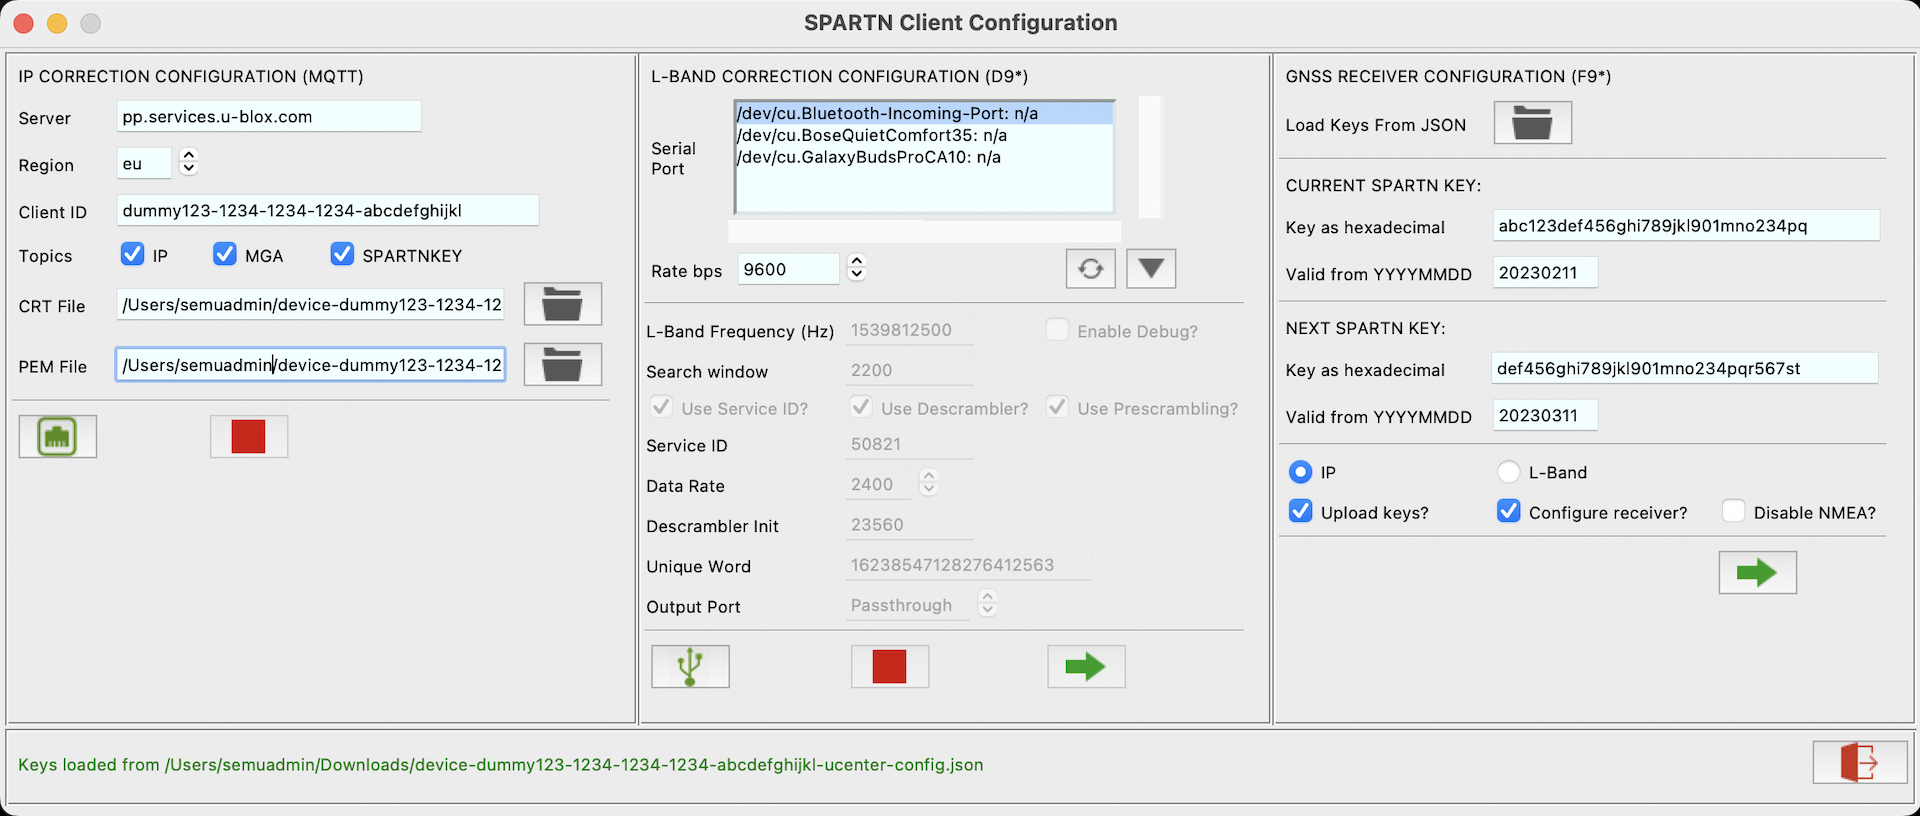 SPARTN Client Configuration
IP CORRECTION CONFIGURATION (MQTT)
Server pp.services.u-blox.com
Region eu
Client ID dummy123-1234-1234-1234-abcdefghijkl
Topics IP MGA SPARTNKEY
CRT File /Users/semuadmin/device-dummy123-1234-12
PEM File /Users/semuadmin/device-dummy123-1234-12
L-BAND CORRECTION CONFIGURATION (D9*)
Serial Port
/dev/cu.Bluetooth-Incoming-Port: n/a
/dev/cu.BoseQuietComfort35: n/a
/dev/cu.GalaxyBudsProCA10: n/a
Rate bps 9600
L-Band Frequency (Hz) 1539812500 Enable Debug?
Search window 2200
Use Service ID? Use Descrambler? Use Prescrambling?
Service ID 50821
Data Rate 2400
Descrambler Init 23560
Unique Word 16238547128276412563
Output Port Passthrough
GNSS RECEIVER CONFIGURATION (F9*)
Load Keys From JSON
CURRENT SPARTN KEY:
Key as hexadecimal abc123def456ghi789jkl901mno234pq
Valid from YYYYMMDD 20230211
NEXT SPARTN KEY:
Key as hexadecimal def456ghi789jkl901mno234pqr567st
Valid from YYYYMMDD 20230311
IP L-Band
Upload keys? Configure receiver? Disable NMEA?
Keys loaded from /Users/semuadmin/Downloads/device-dummy123-1234-1234-1234-abcdefghijkl-ucenter-config.json